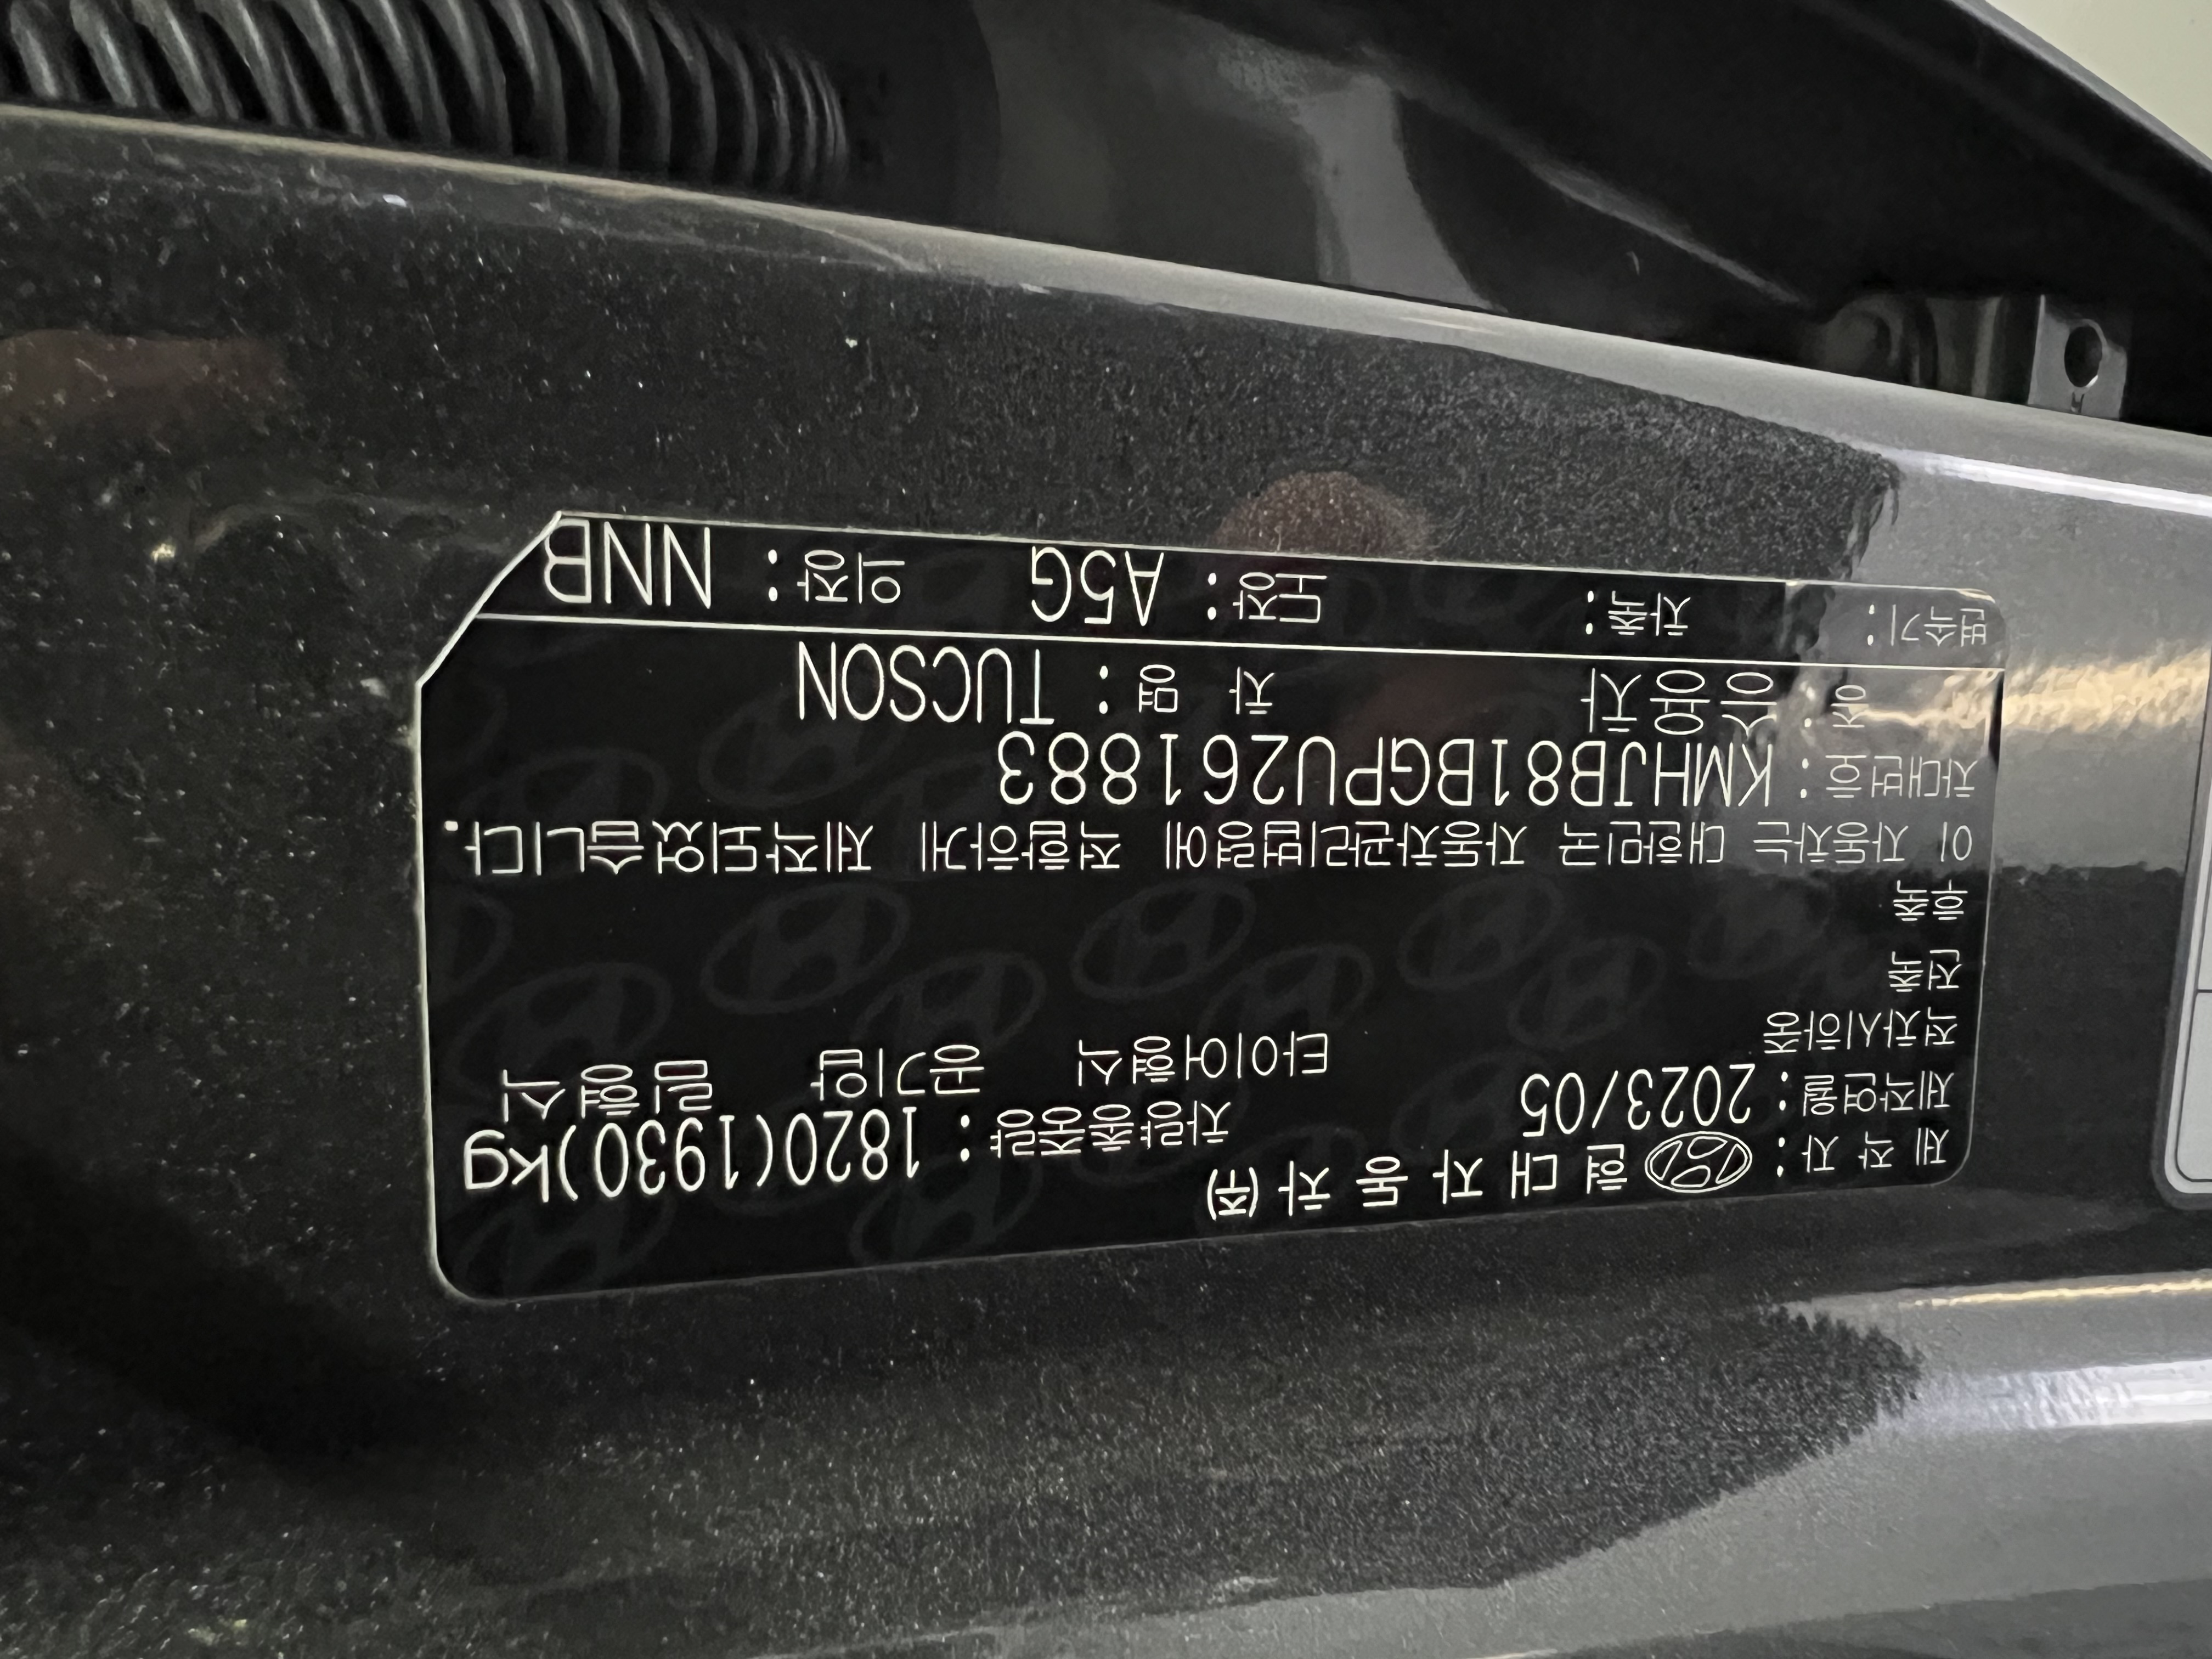 제 작 자 : 현 대 자 동 차 (주)
제작연월 : 2023/05 차량총중량 : 1820(1930)kg
적차시하중 타이어형식 공기압 림 형식
전축
후축
이 자동차는 대한민국 자동차관리법령에 적합하게 제작되었습니다.
차대번호 : KMHJB81BGPU261883
종 : 승용차 차 명 : TUCSON
변속기 : 차축 : 도장 : A5G 의장 : NNB